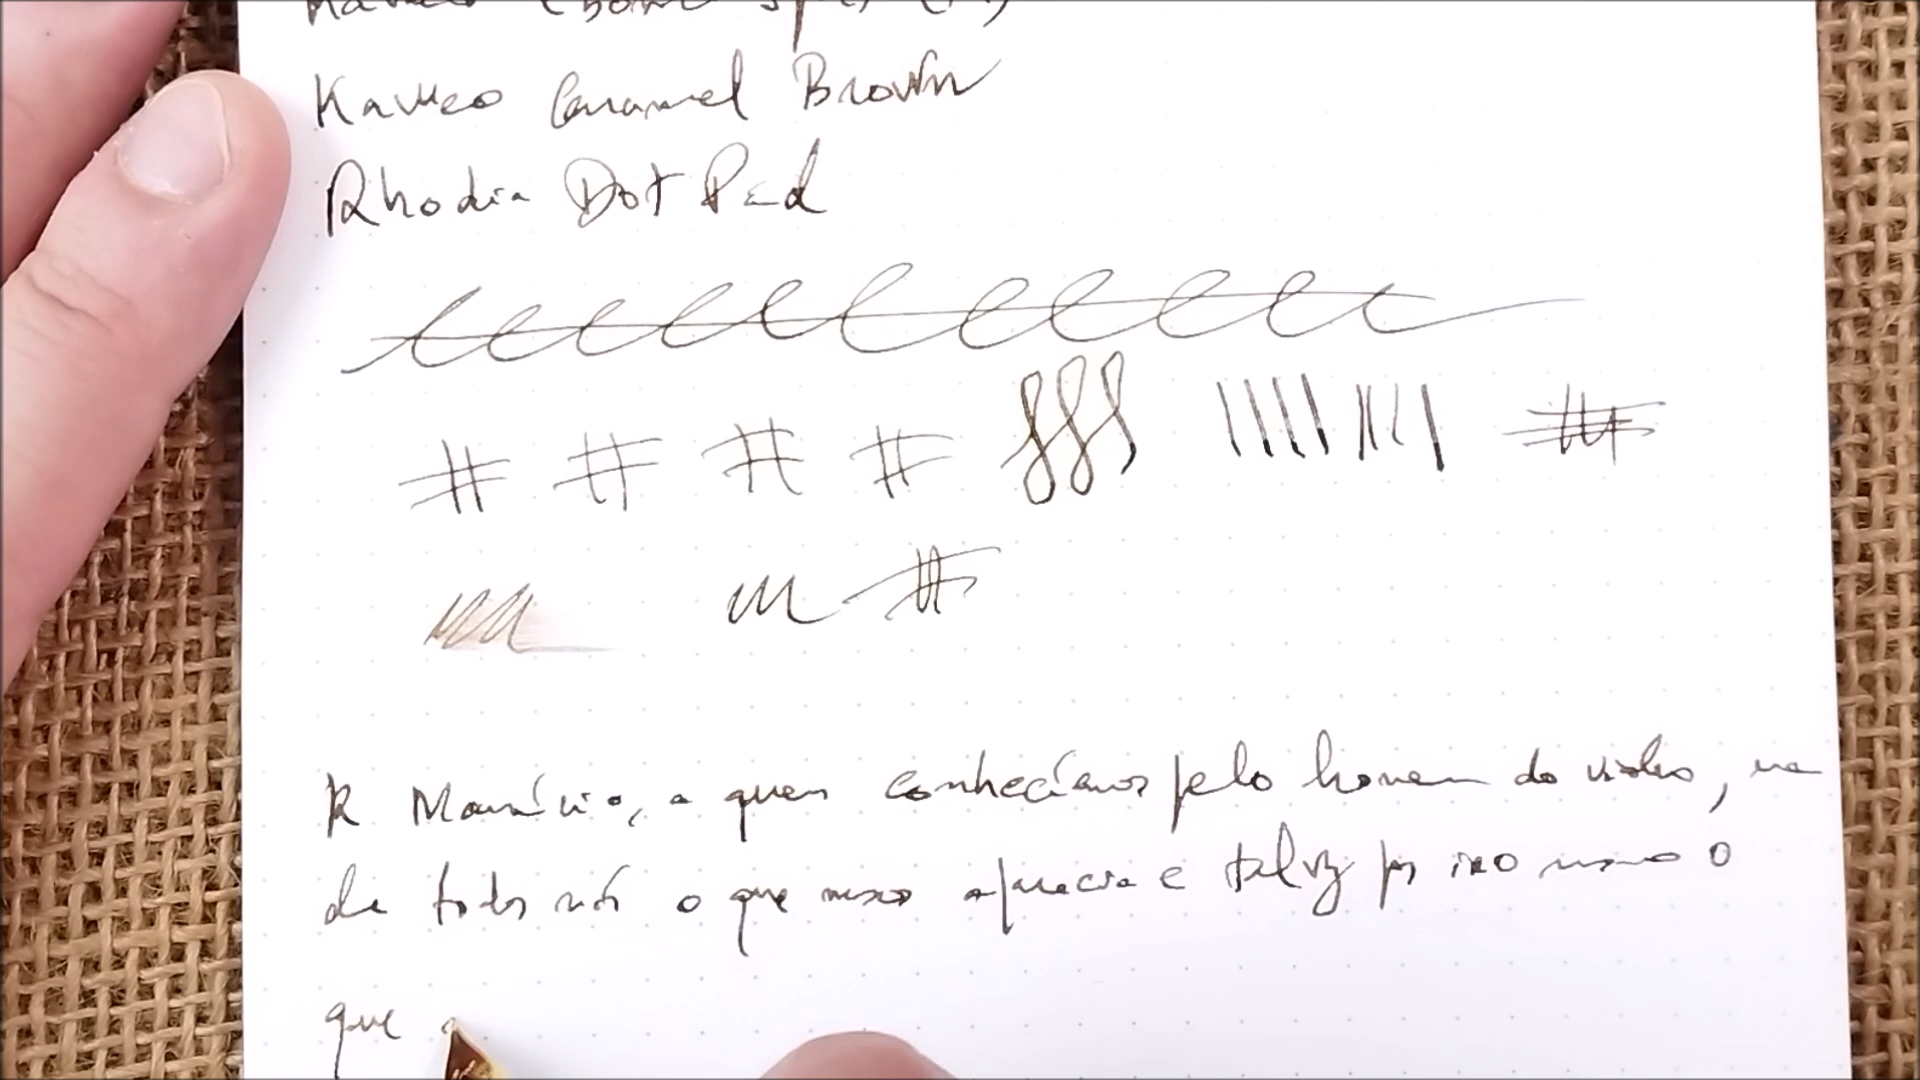 Kaweco
Kaweco Caramel Brown
Rhodia Dot Pad
R Maurício, a quem conhecíamos pelo homem do violão, era
de todos nós o que menos aparecia e talvez por isso mesmo o
que